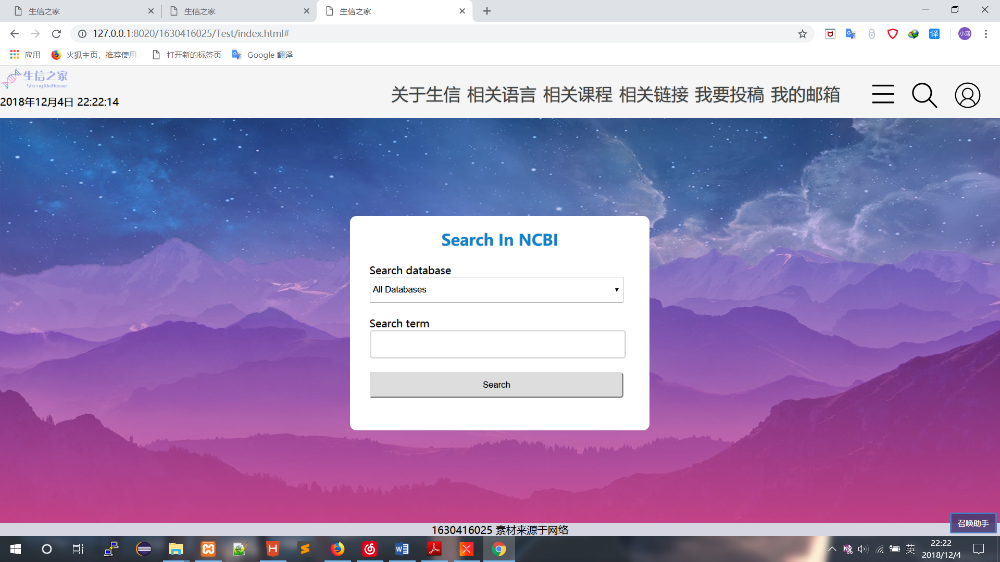 生信之家
生信之家
生信之家
127.0.0.1:8020/1630416025/Test/index.html#
译
小涵
应用
火狐主页，推荐使用
打开新的标签页
Google 翻译
生信之家
ShengXinHome
2018年12月4日 22:22:14
关于生信 相关语言 相关课程 相关链接 我要投稿 我的邮箱
Search In NCBI
Search database
All Databases
Search term
Search
召唤助手
1630416025 素材来源于网络
英
22:22
2018/12/4